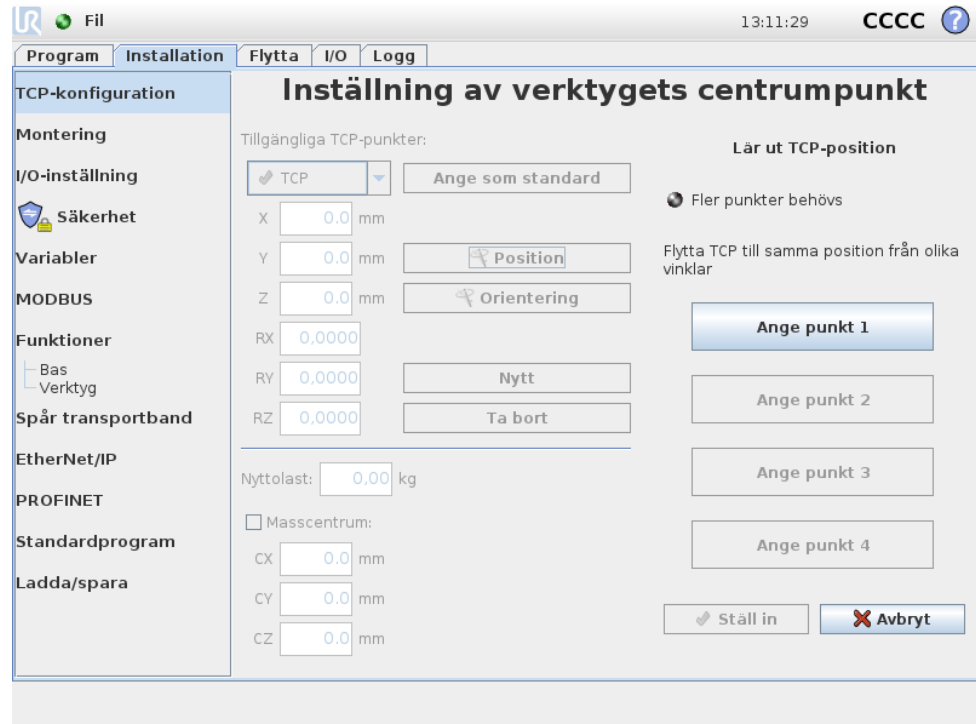 UR Fil 13:11:29 CCCC ?
Program Installation Flytta I/O Logg
TCP-konfiguration
Montering
I/O-inställning
Säkerhet
Variabler
MODBUS
Funktioner
Bas
Verktyg
Spår transportband
EtherNet/IP
PROFINET
Standardprogram
Ladda/spara
Inställning av verktygets centrumpunkt
Tillgängliga TCP-punkter:
TCP Ange som standard
X 0.0 mm
Y 0.0 mm Position
Z 0.0 mm Orientering
RX 0,0000
RY 0,0000 Nytt
RZ 0,0000 Ta bort
Nyttolast: 0,00 kg
Masscentrum:
CX 0.0 mm
CY 0.0 mm
CZ 0.0 mm
Lär ut TCP-position
Fler punkter behövs
Flytta TCP till samma position från olika
vinklar
Ange punkt 1
Ange punkt 2
Ange punkt 3
Ange punkt 4
Ställ in Avbryt